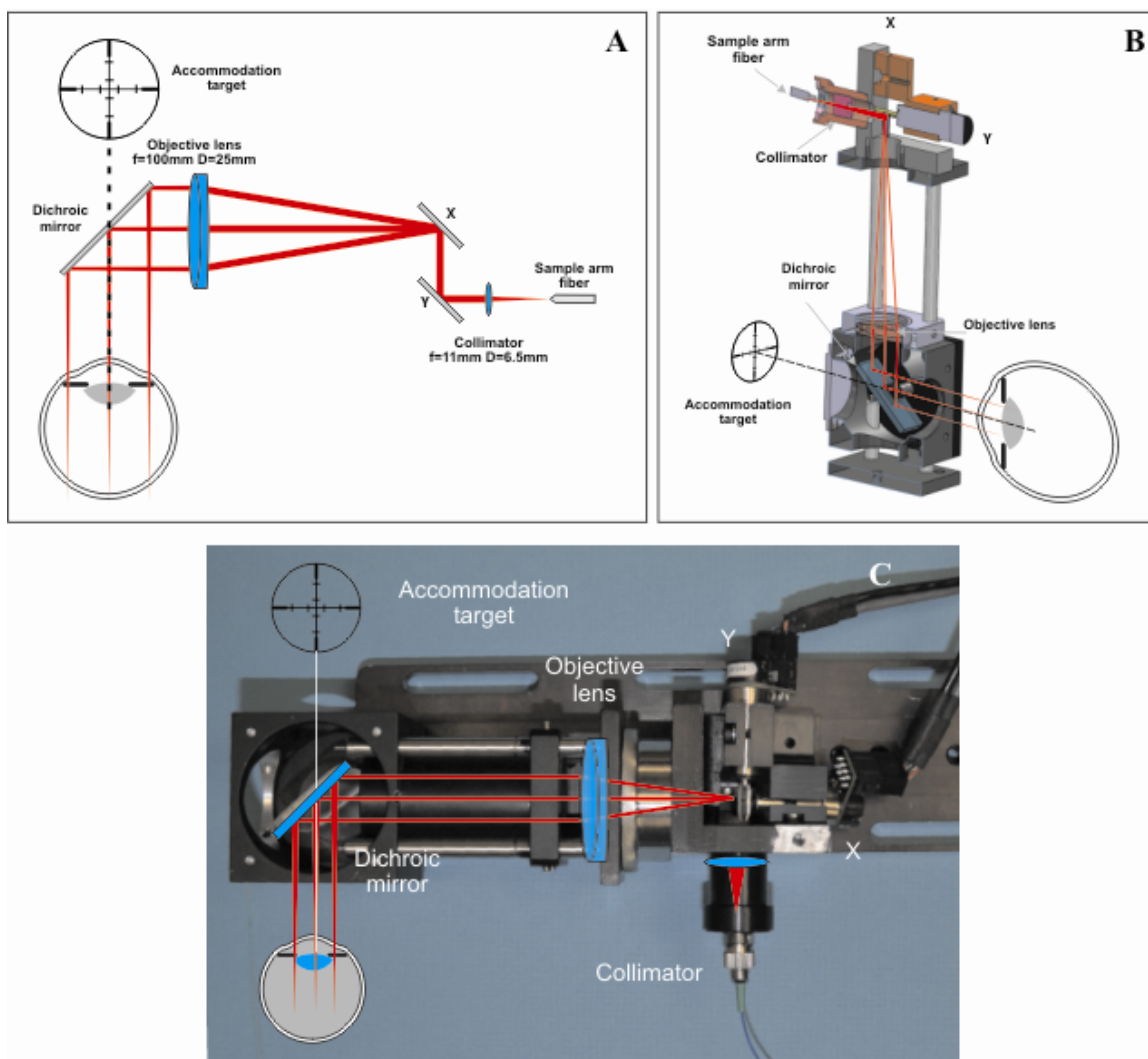 A
Accommodation
target
Objective lens
f=100mm D=25mm
Dichroic
mirror
X
Y
Sample arm
fiber
Collimator
f=11mm D=6.5mm
B
X
Sample arm
fiber
Y
Collimator
Dichroic
mirror
Objective lens
Accommodation
target
C
Accommodation
target
Y
Objective
lens
Dichroic
mirror
X
Collimator